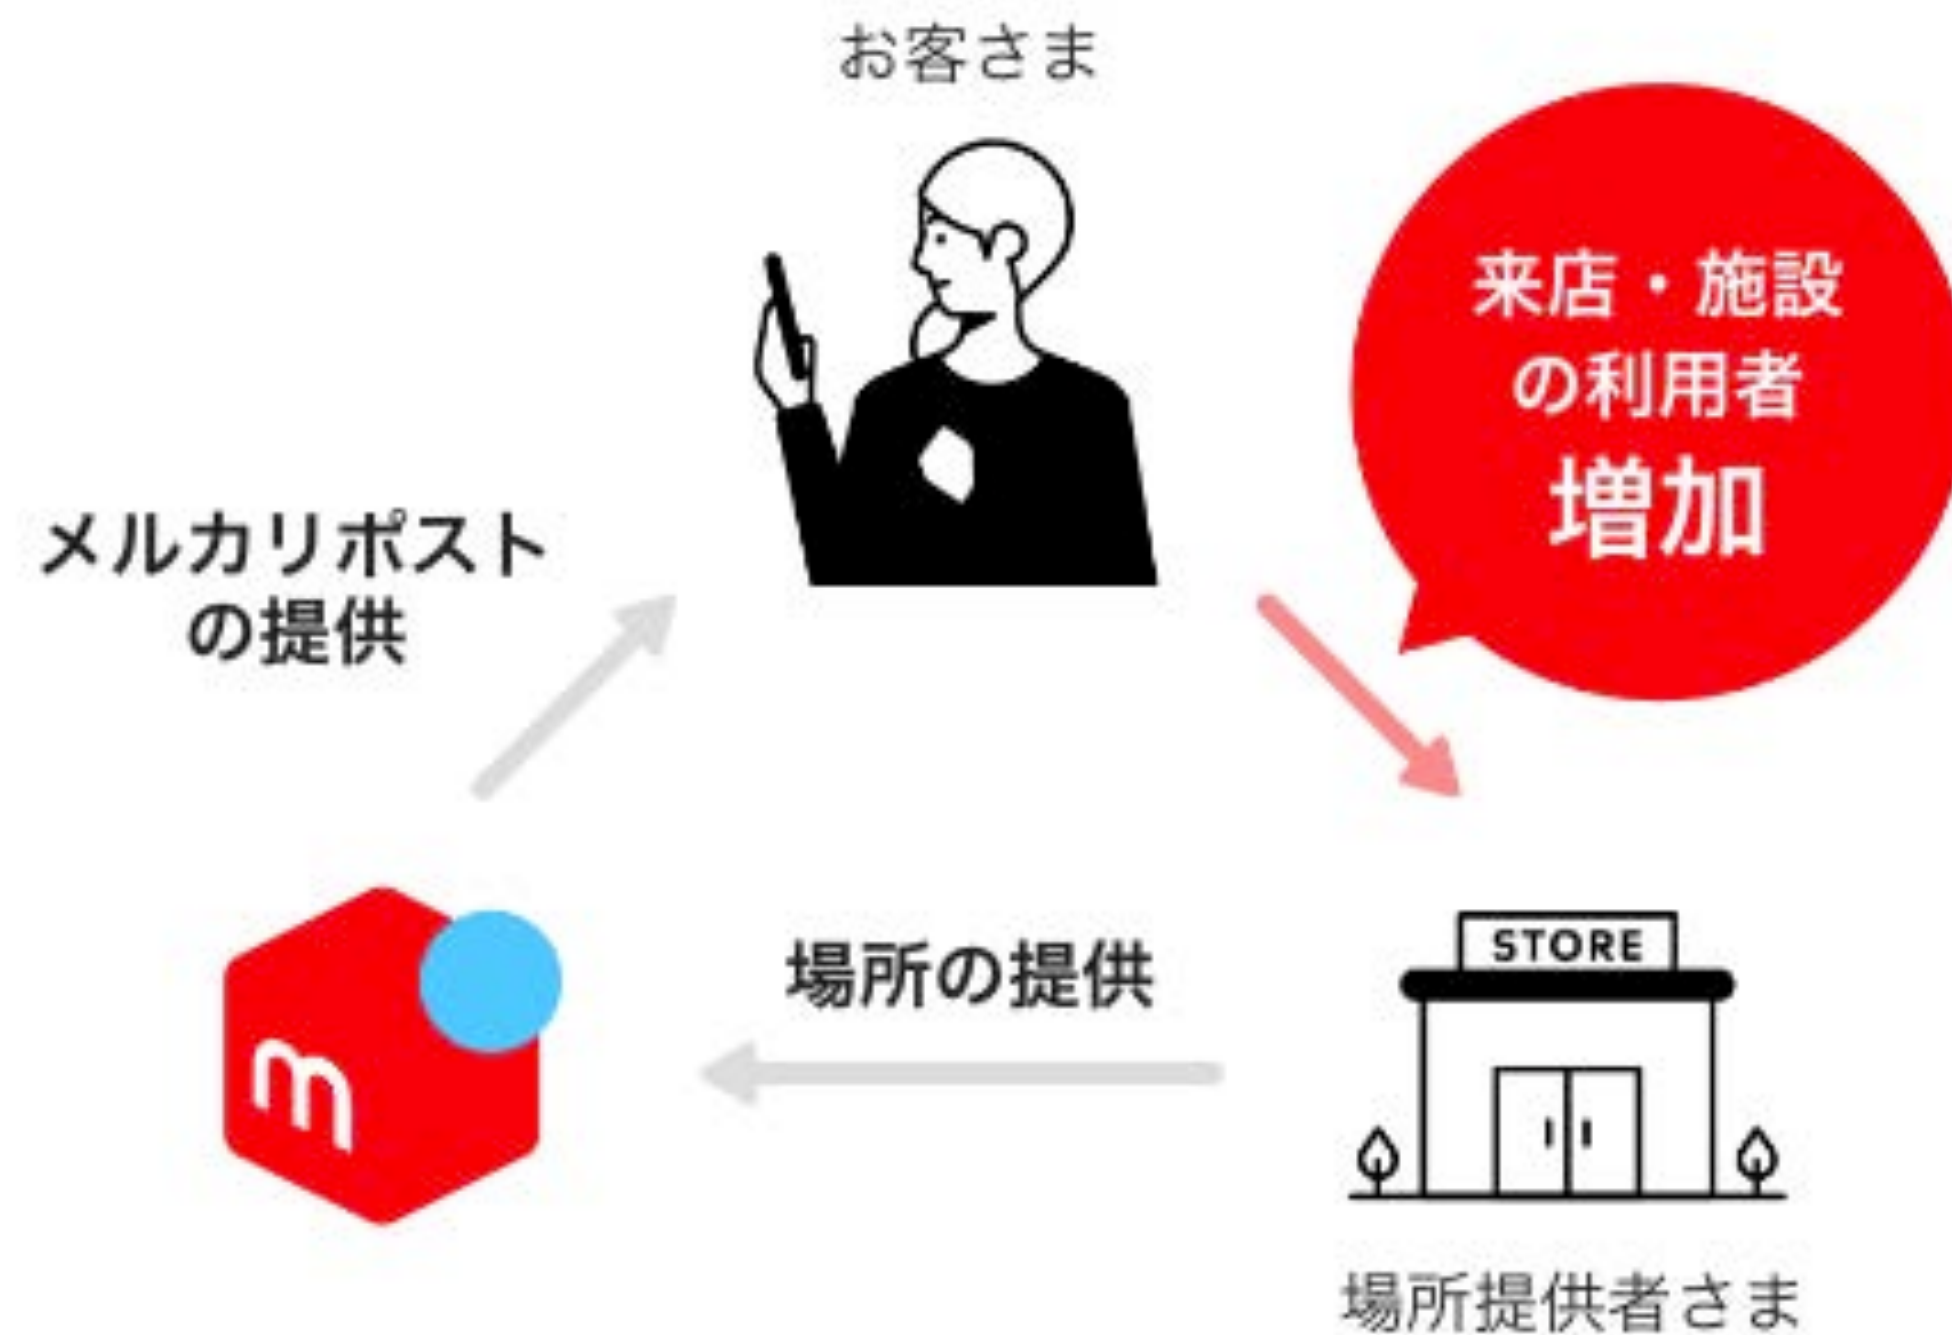 お客さま
来店・施設
の利用者
増加
メルカリポスト
の提供
場所の提供
STORE
m
場所提供者さま